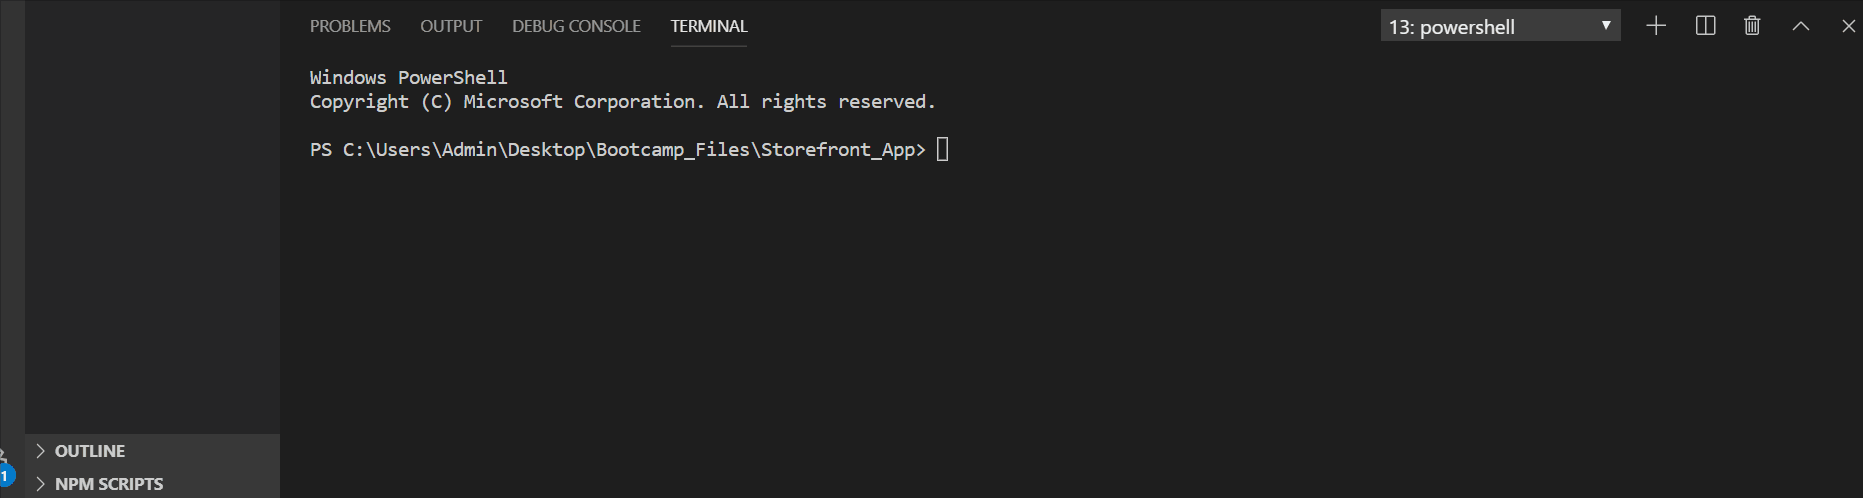 PROBLEMS OUTPUT DEBUG CONSOLE TERMINAL 13: powershell
Windows PowerShell
Copyright (C) Microsoft Corporation. All rights reserved.
PS C:\Users\Admin\Desktop\Bootcamp_Files\Storefront_App>
OUTLINE
1
NPM SCRIPTS